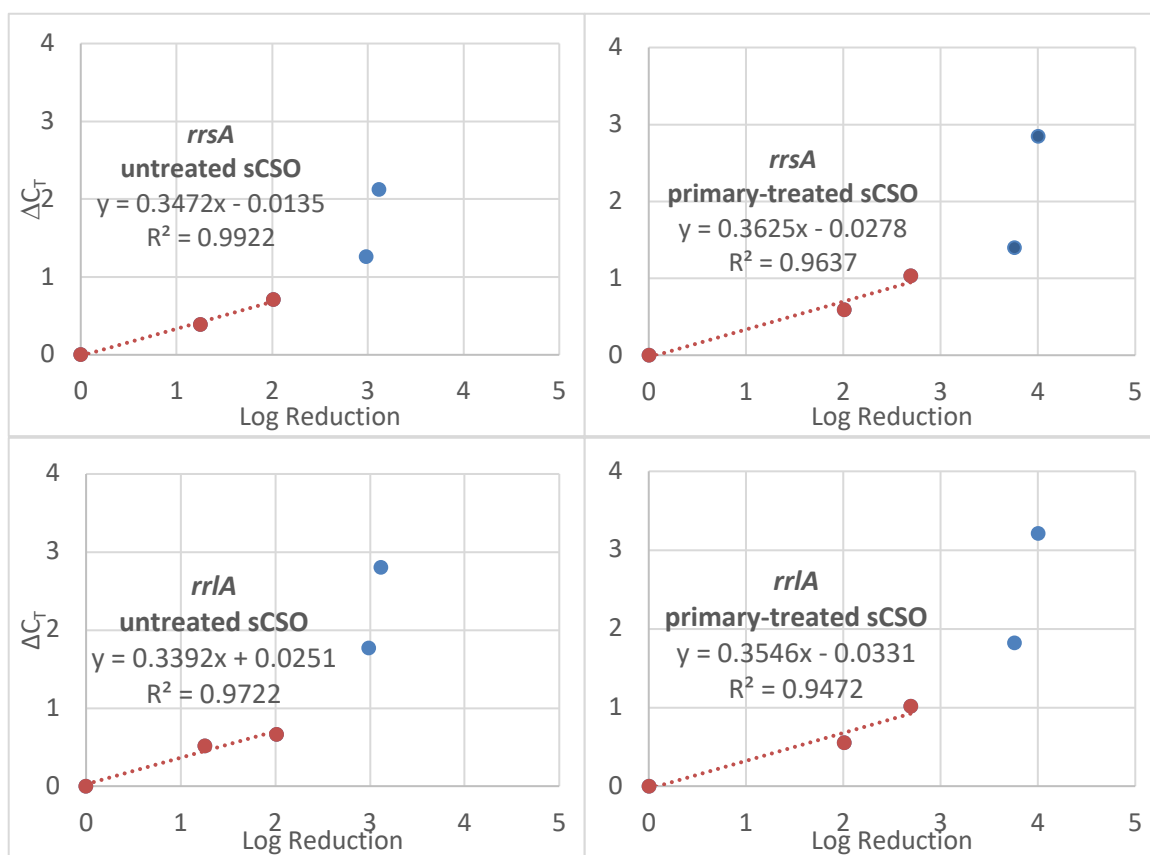 4
3
2
1
0
ΔC_T
rrsA
untreated sCSO
y = 0.3472x - 0.0135
R² = 0.9922
0 1 2 3 4 5
Log Reduction
4
3
2
1
0
rrsA
primary-treated sCSO
y = 0.3625x - 0.0278
R² = 0.9637
0 1 2 3 4 5
Log Reduction
4
3
2
1
0
ΔC_T
rrlA
untreated sCSO
y = 0.3392x + 0.0251
R² = 0.9722
0 1 2 3 4 5
Log Reduction
4
3
2
1
0
rrlA
primary-treated sCSO
y = 0.3546x - 0.0331
R² = 0.9472
0 1 2 3 4 5
Log Reduction